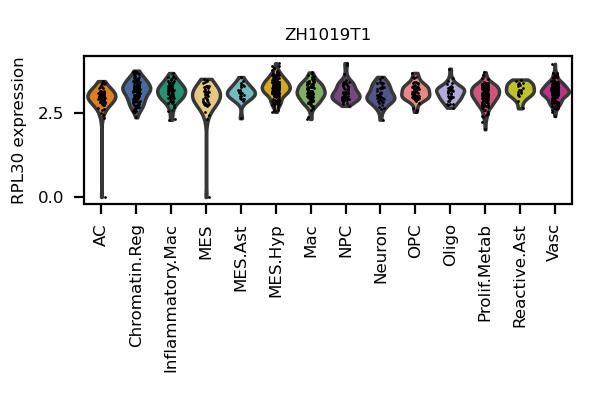 ZH1019T1
RPL30 expression
2.5
0.0
AC
Chromatin.Reg
Inflammatory.Mac
MES
MES.Ast
MES.Hyp
Mac
NPC
Neuron
OPC
Oligo
Prolif.Metab
Reactive.Ast
Vasc